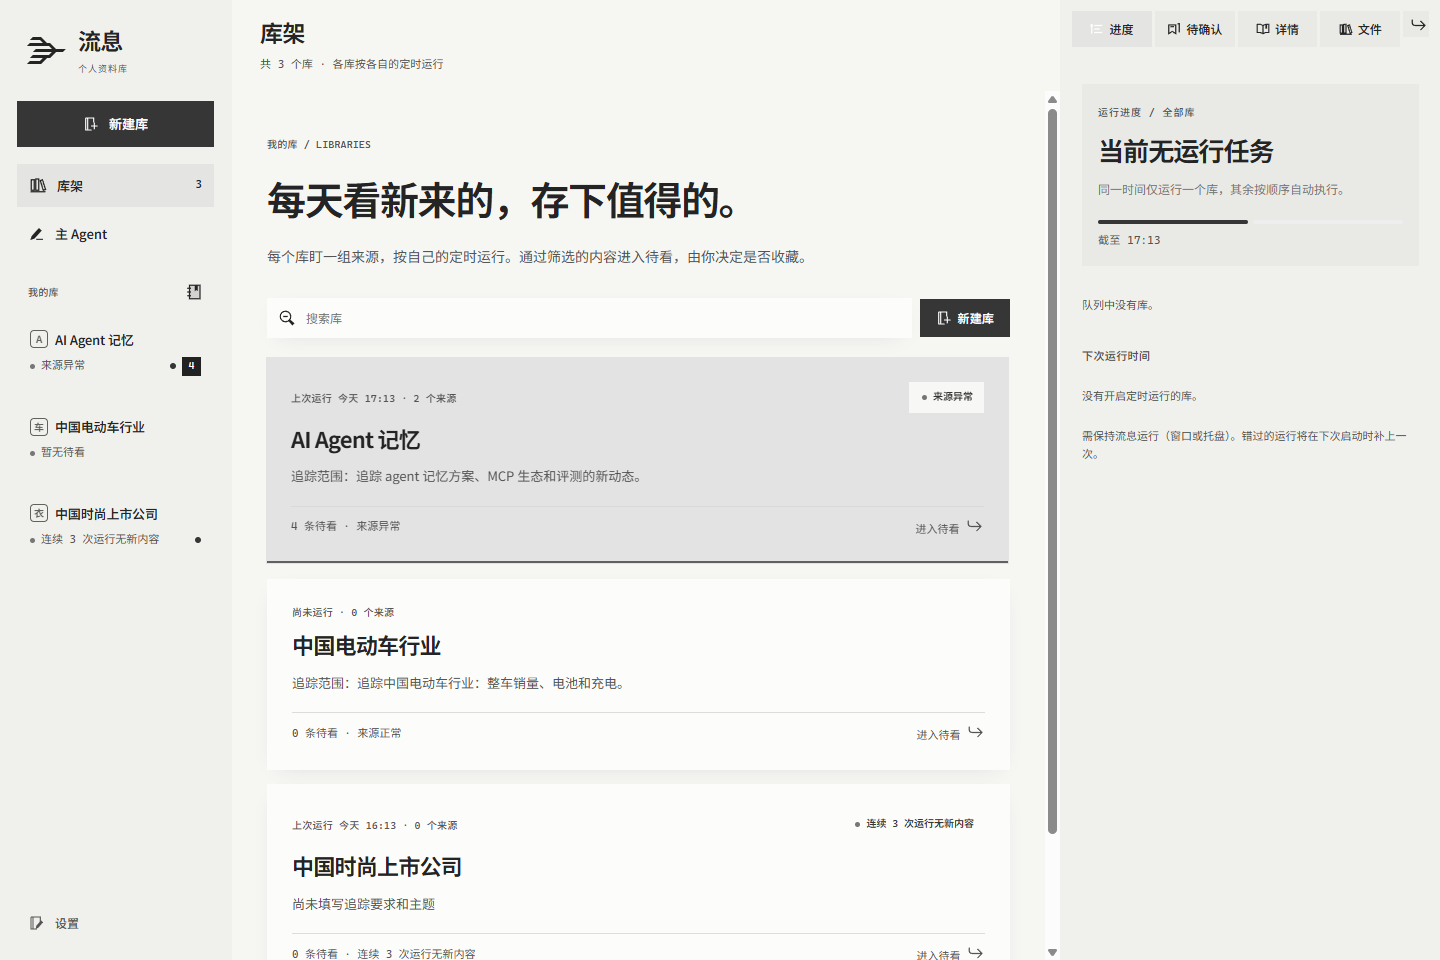 流息
个人资料库
新建库
库架 3
主 Agent
我的库
A AI Agent 记忆
来源异常 4
车 中国电动车行业
暂无待看
衣 中国时尚上市公司
连续 3 次运行无新内容
设置
库架
共 3 个库 · 各库按各自的定时运行
我的库 / LIBRARIES
每天看新来的，存下值得的。
每个库盯一组来源，按自己的定时运行。通过筛选的内容进入待看，由你决定是否收藏。
搜索库
新建库
上次运行 今天 17:13 · 2 个来源
来源异常
AI Agent 记忆
追踪范围：追踪 agent 记忆方案、MCP 生态和评测的新动态。
4 条待看 · 来源异常
进入待看
尚未运行 · 0 个来源
中国电动车行业
追踪范围：追踪中国电动车行业：整车销量、电池和充电。
0 条待看 · 来源正常
进入待看
上次运行 今天 16:13 · 0 个来源
连续 3 次运行无新内容
中国时尚上市公司
尚未填写追踪要求和主题
0 条待看 · 连续 3 次运行无新内容
进入待看
进度 待确认 详情 文件
运行进度 / 全部库
当前无运行任务
同一时间仅运行一个库，其余按顺序自动执行。
截至 17:13
队列中没有库。
下次运行时间
没有开启定时运行的库。
需保持流息运行（窗口或托盘）。错过的运行将在下次启动时补上一
次。